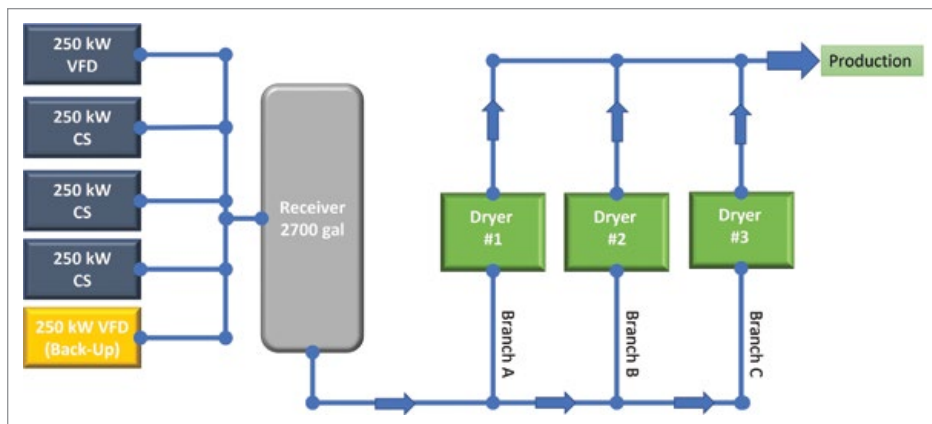 250 kW
VFD
250 kW
CS
250 kW
CS
250 kW
CS
250 kW VFD
(Back-Up)
Receiver
2700 gal
Dryer
#1
Dryer
#2
Dryer
#3
Branch A
Branch B
Branch C
Production